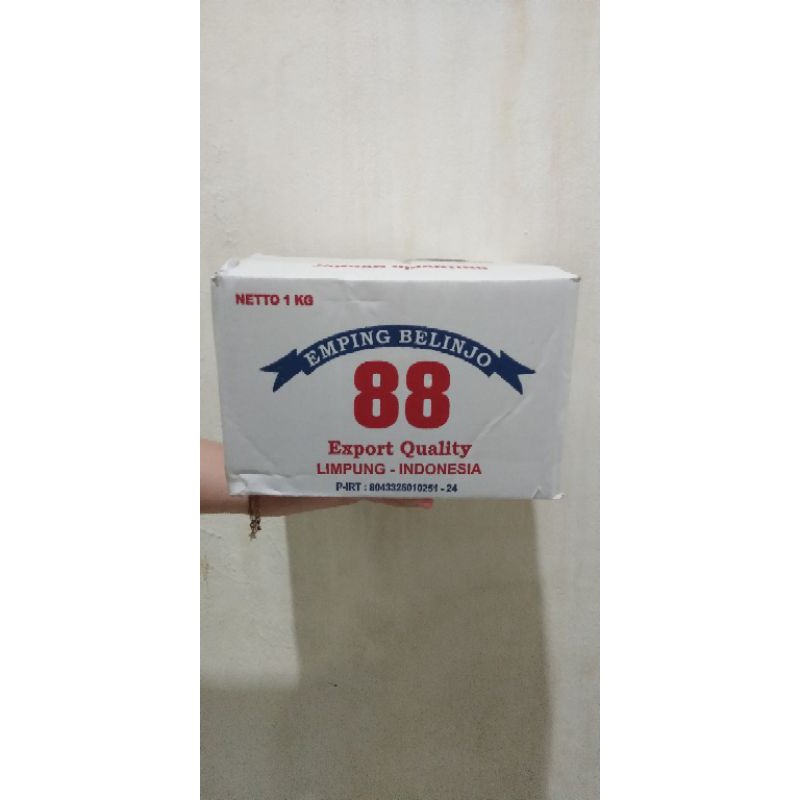 NETTO 1 KG
EMPING BELINJO
88
Export Quality
LIMPUNG - INDONESIA
P-IRT : 8043325010251 - 24